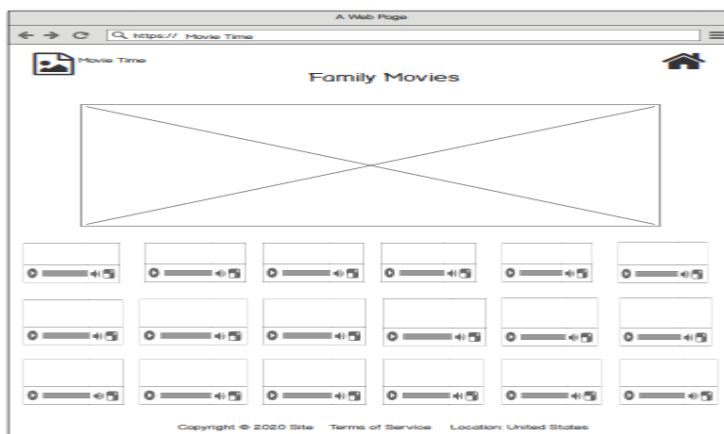 A Web Page
https:// Movie Time
Movie Time
Family Movies
Copyright © 2020 Site Terms of Service Location: United States